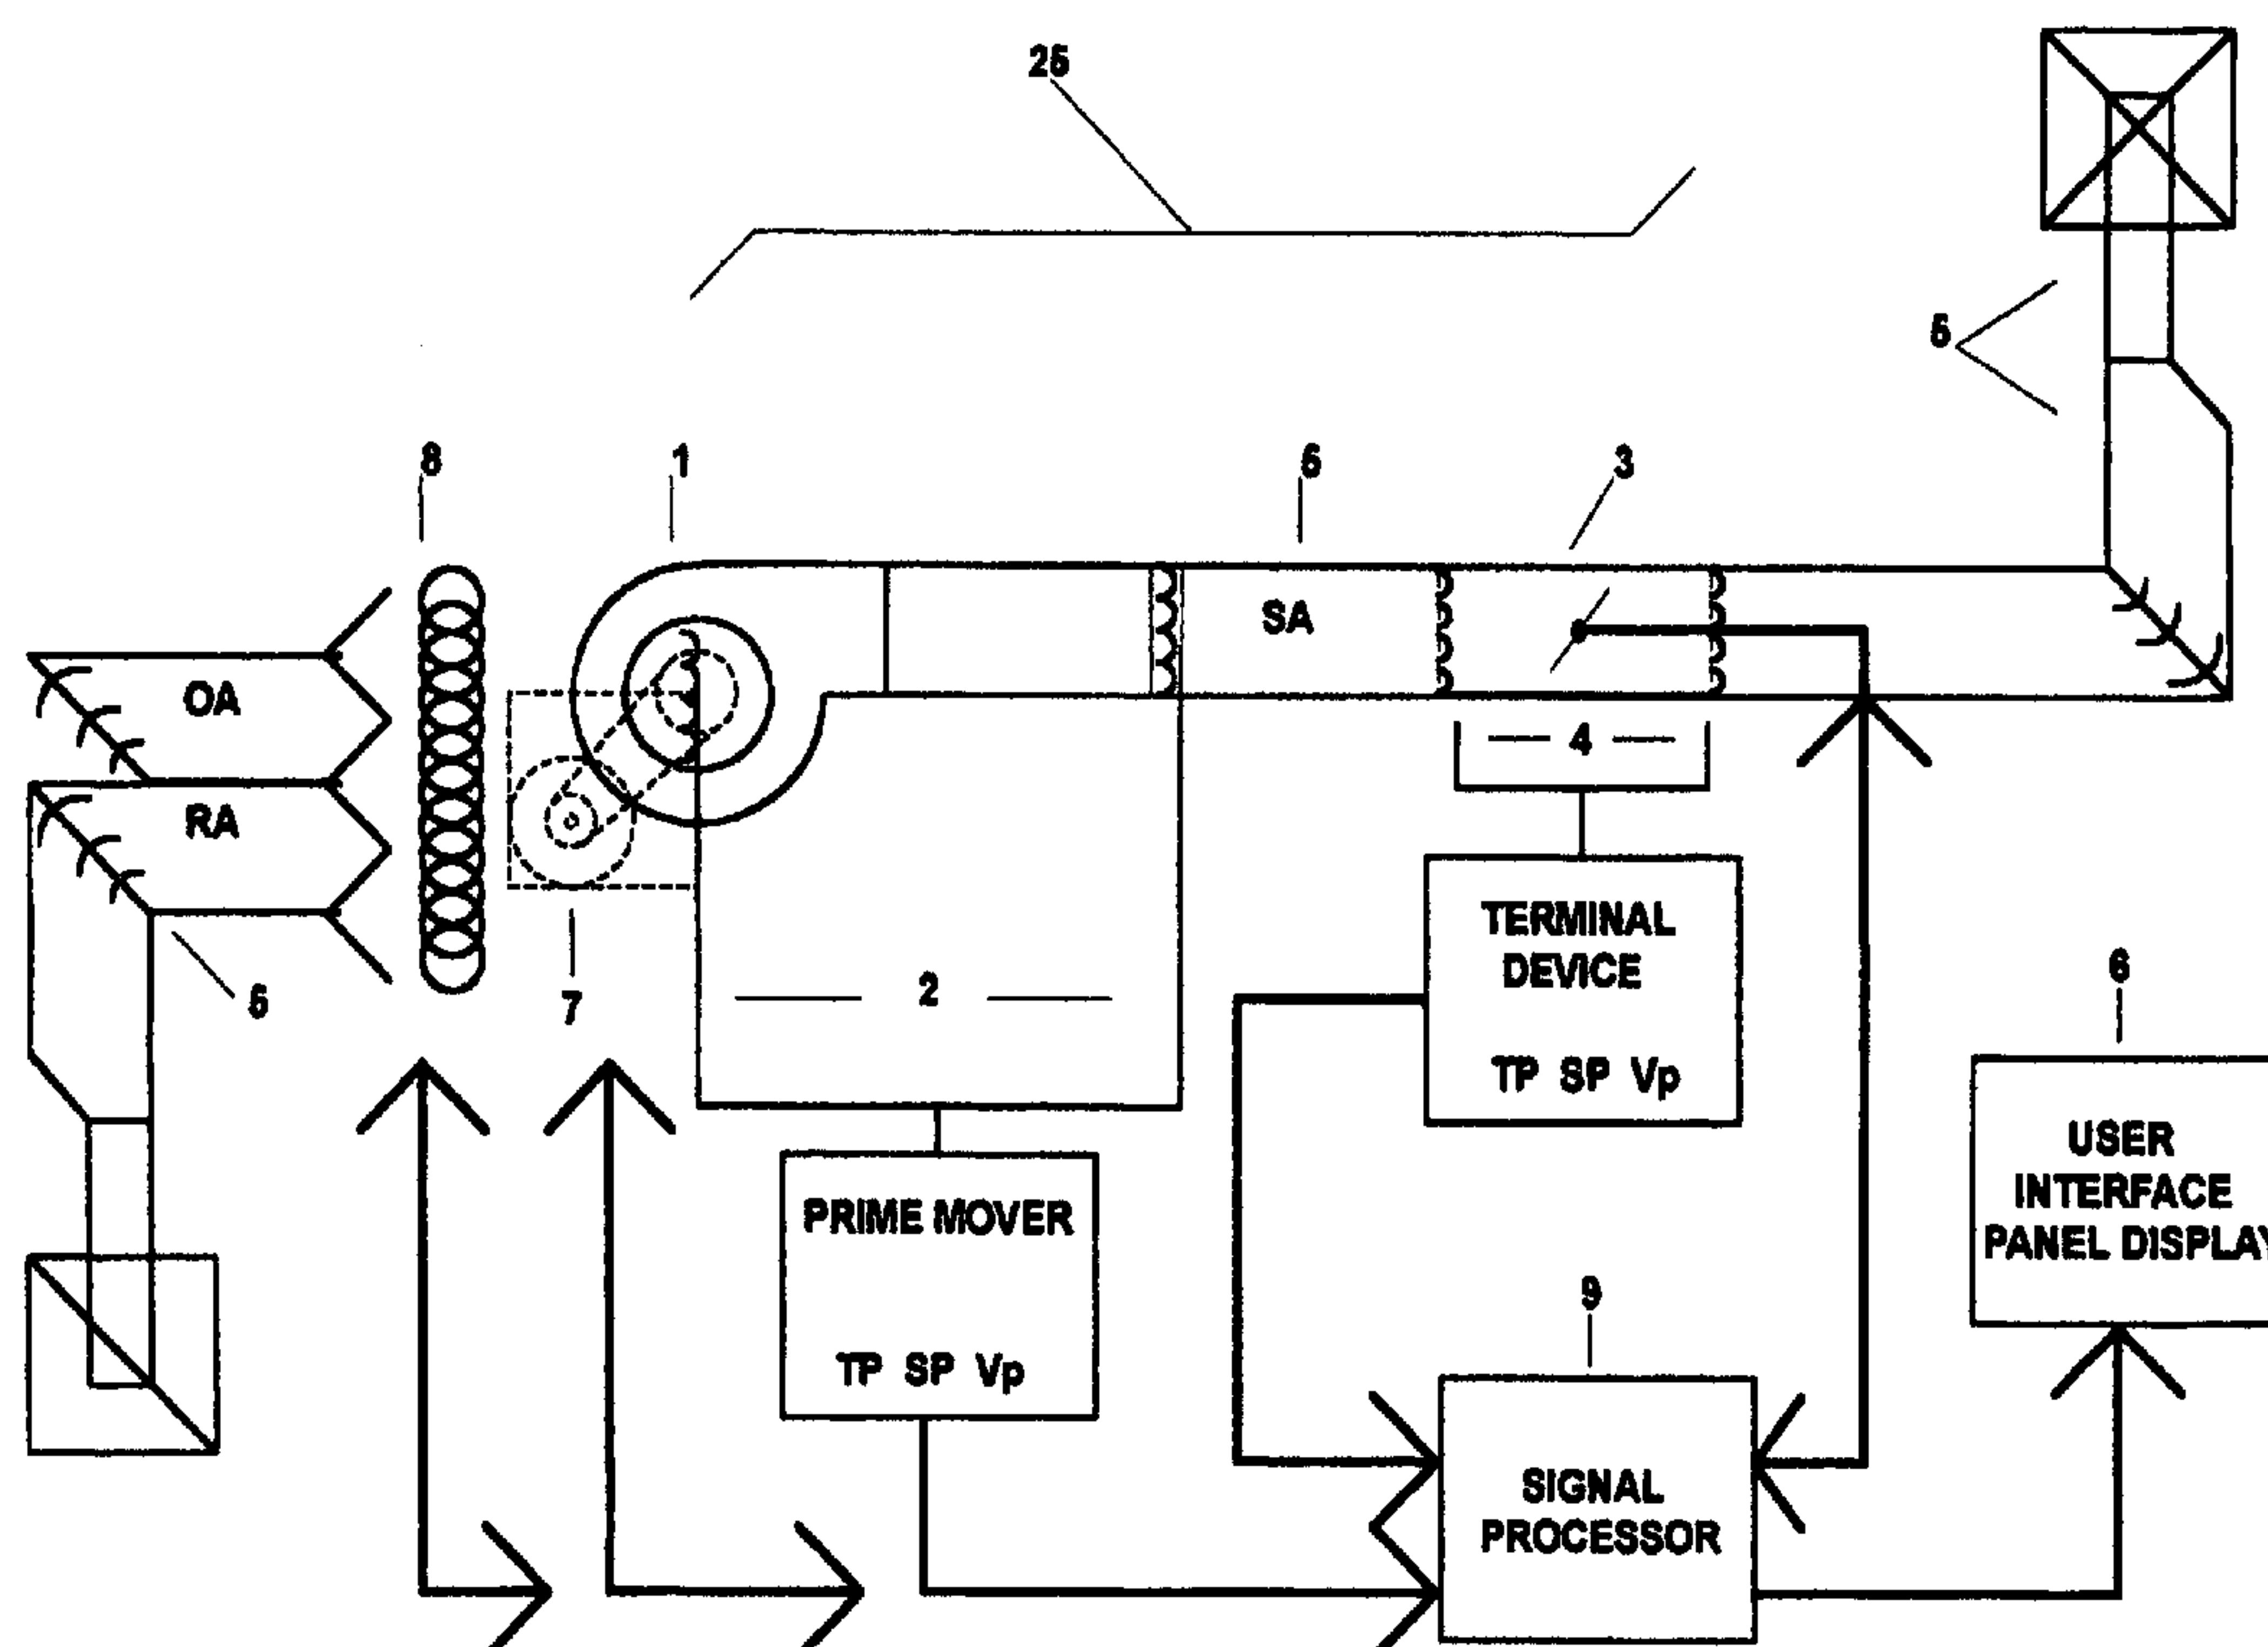 25
5
8
1
5
3
SA
OA
4
RA
TERMINAL
DEVICE
TP SP Vp
6
2
5
7
USER
INTERFACE
PANEL DISPLAY
PRIME MOVER
TP SP Vp
9
SIGNAL
PROCESSOR